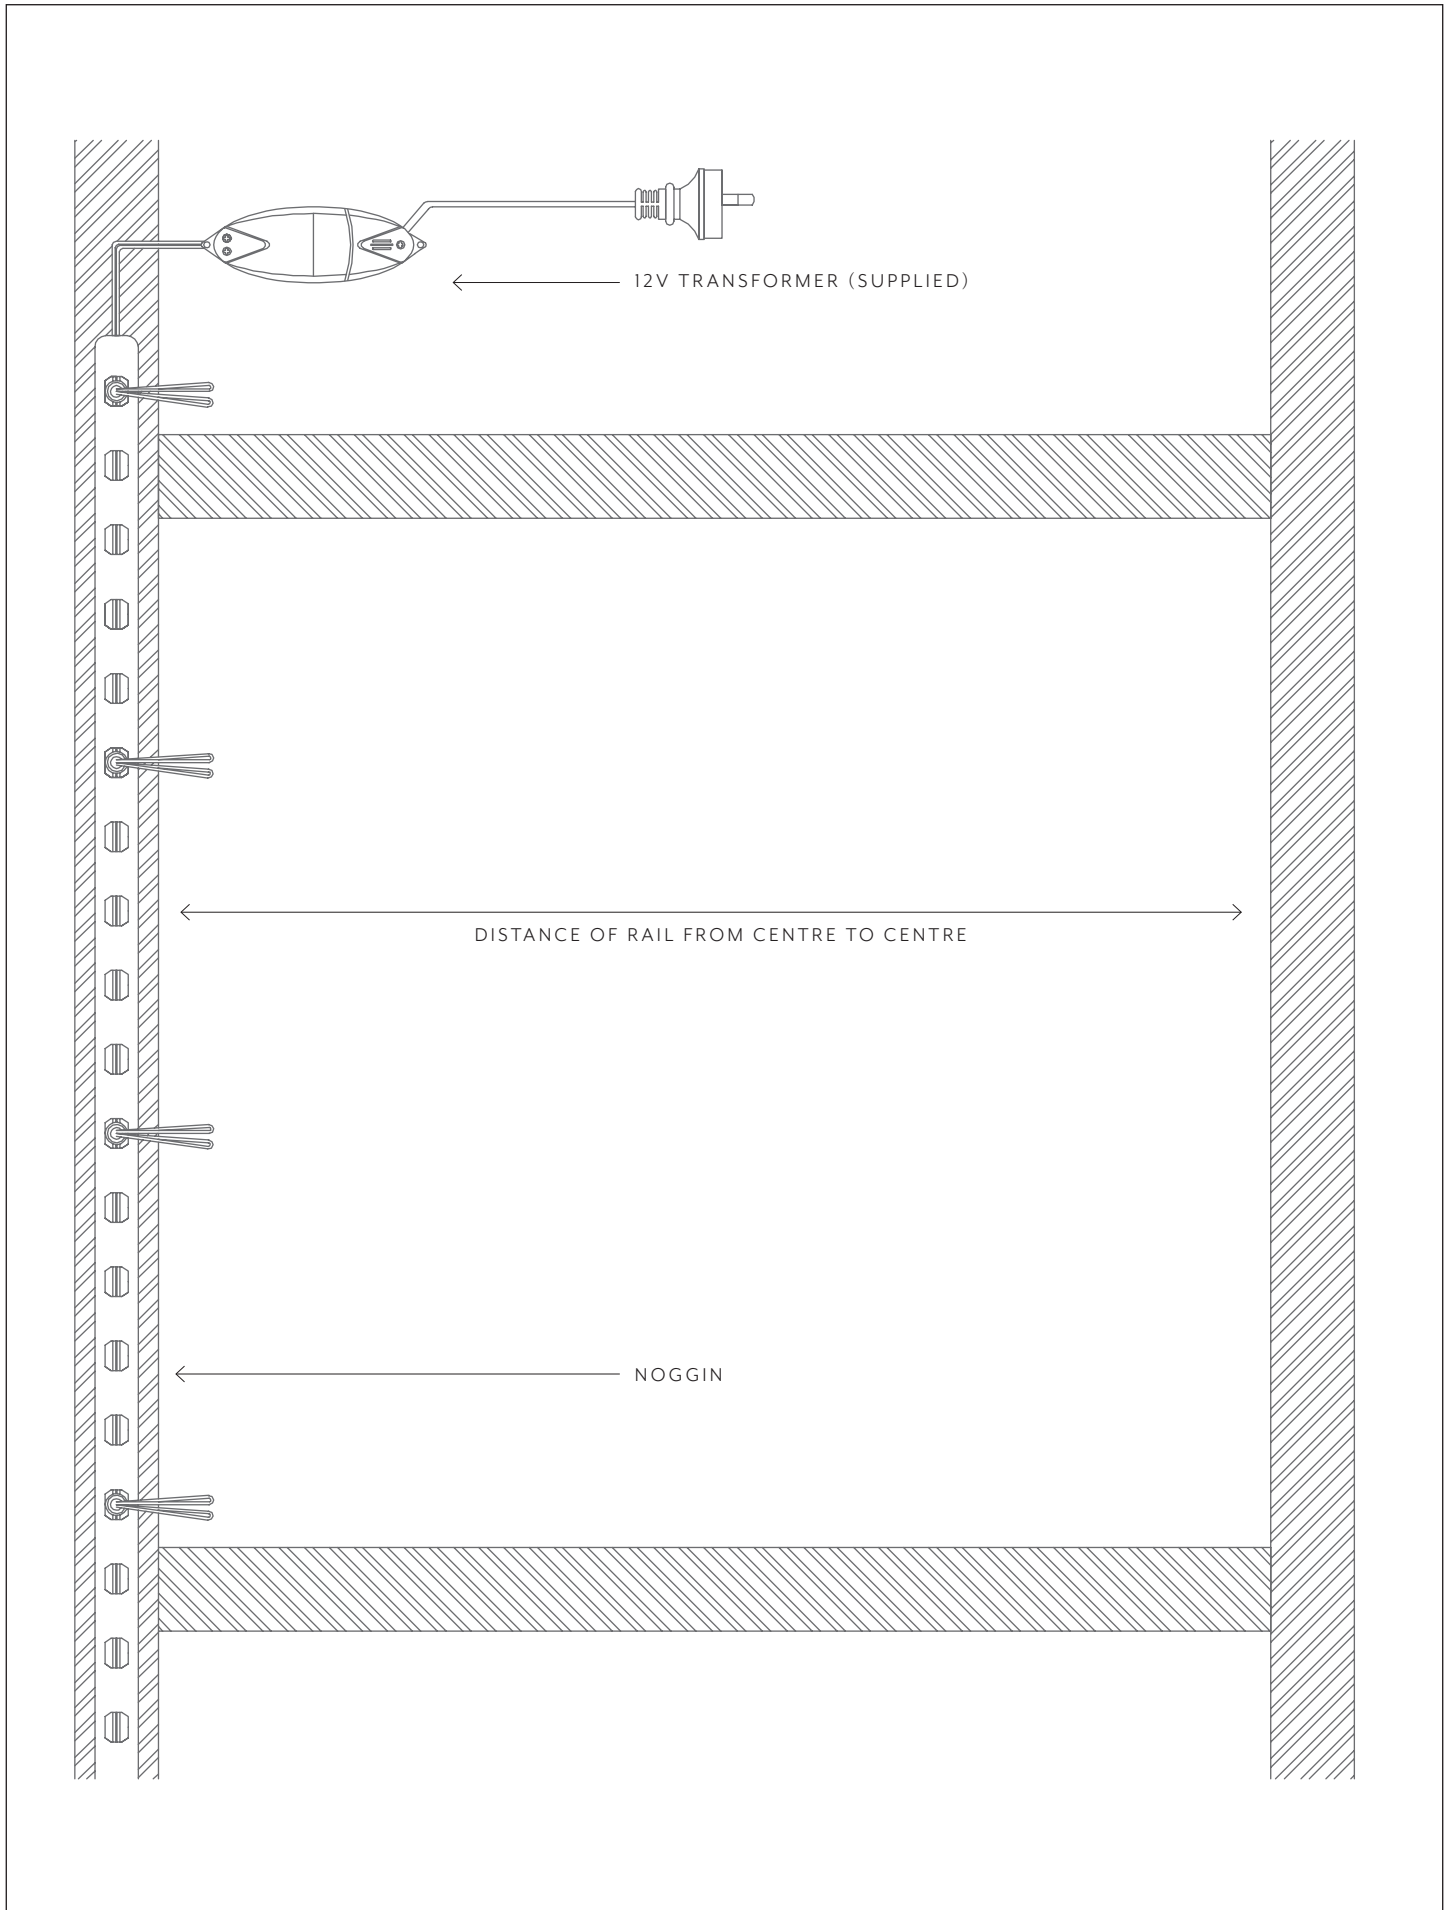 12V TRANSFORMER (SUPPLIED)
DISTANCE OF RAIL FROM CENTRE TO CENTRE
NOGGIN